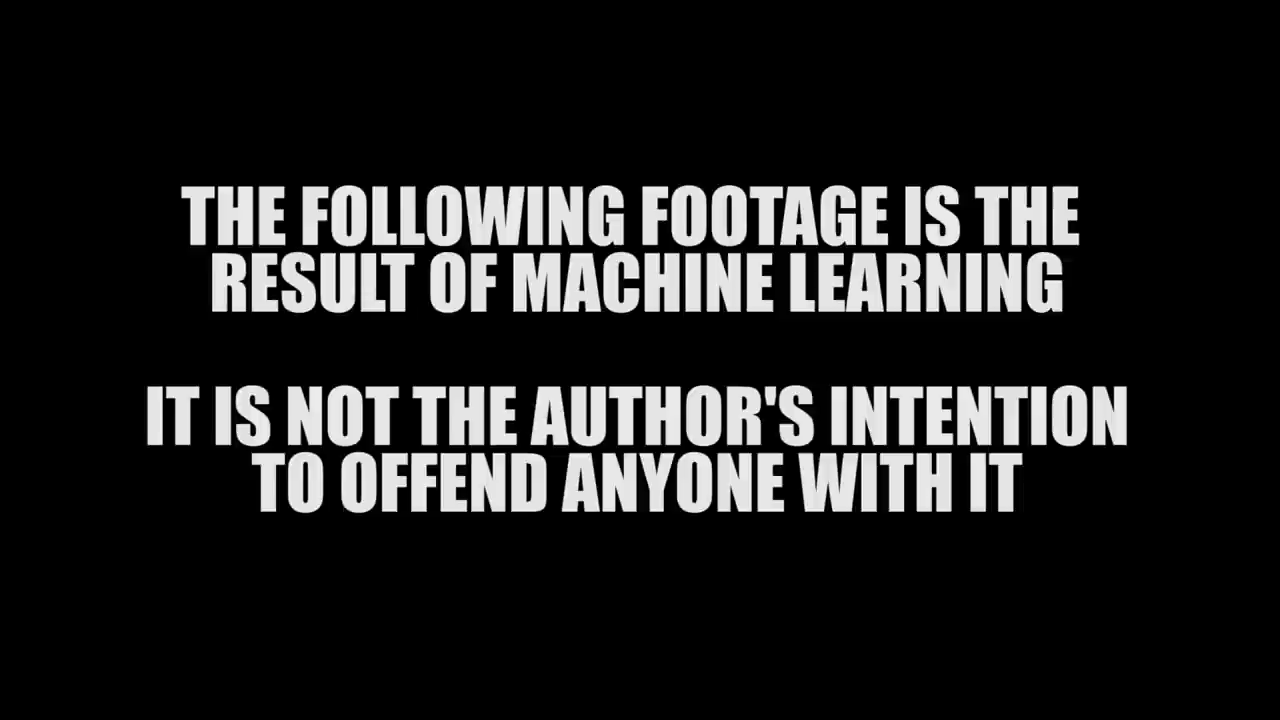 THE FOLLOWING FOOTAGE IS THE
RESULT OF MACHINE LEARNING
IT IS NOT THE AUTHOR'S INTENTION
TO OFFEND ANYONE WITH IT